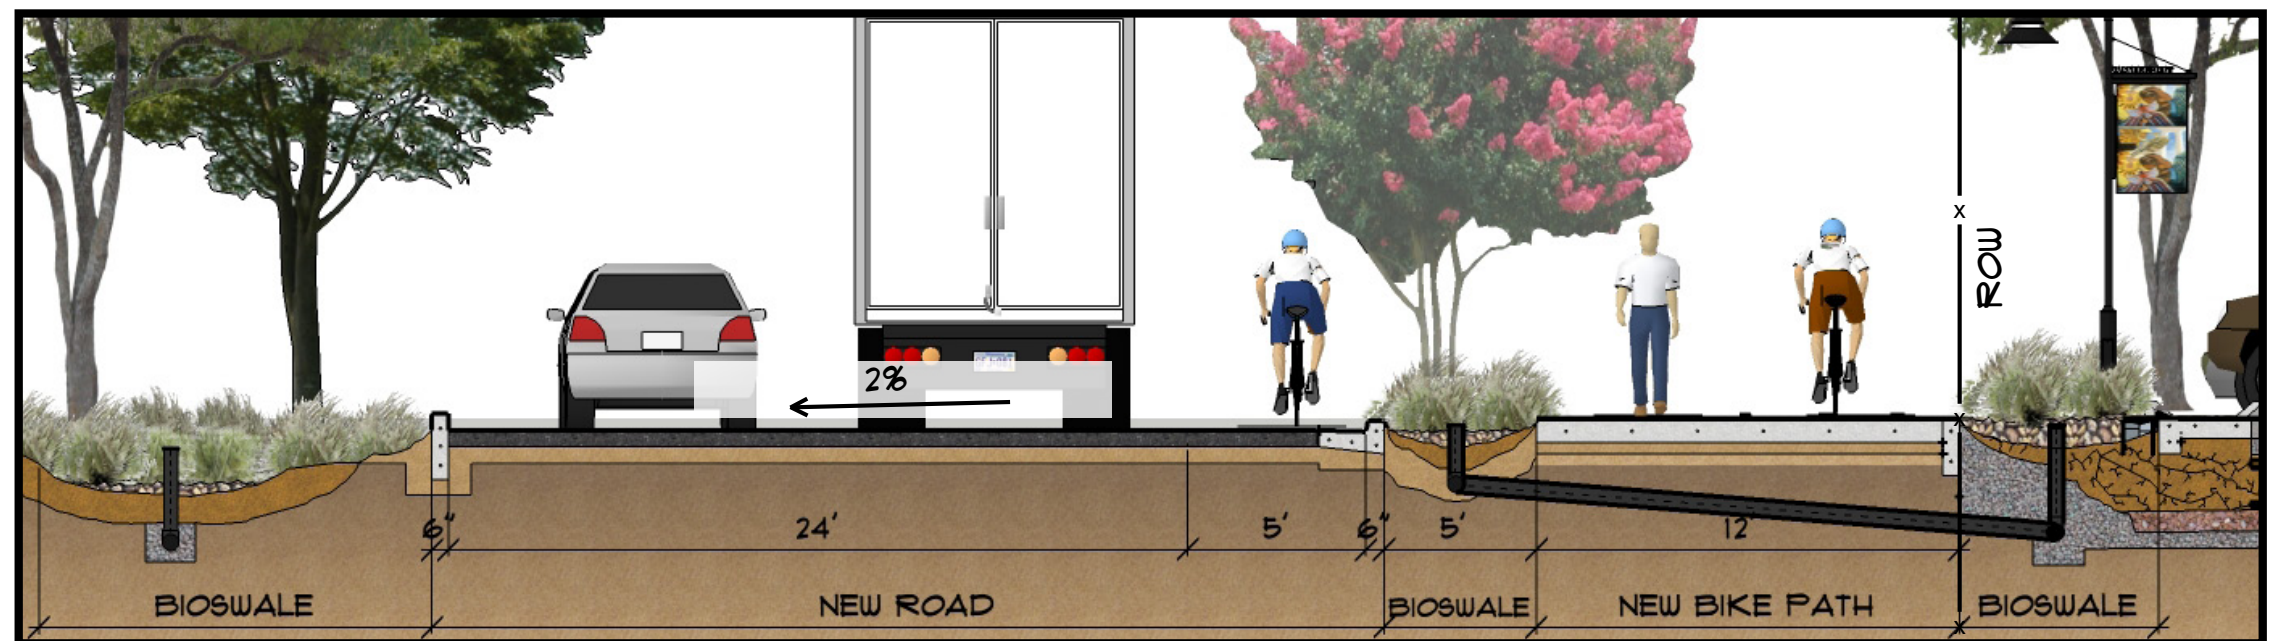 2%
x
ROW
x
6"
24'
5'
6"
5'
12'
BIOSWALE
NEW ROAD
BIOSWALE
NEW BIKE PATH
BIOSWALE
x